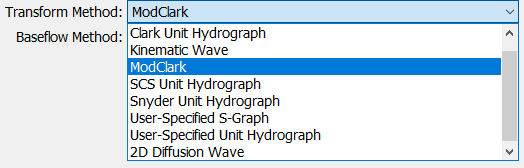 Transform Method: ModClark
Baseflow Method:
Clark Unit Hydrograph
Kinematic Wave
ModClark
SCS Unit Hydrograph
Snyder Unit Hydrograph
User-Specified S-Graph
User-Specified Unit Hydrograph
2D Diffusion Wave